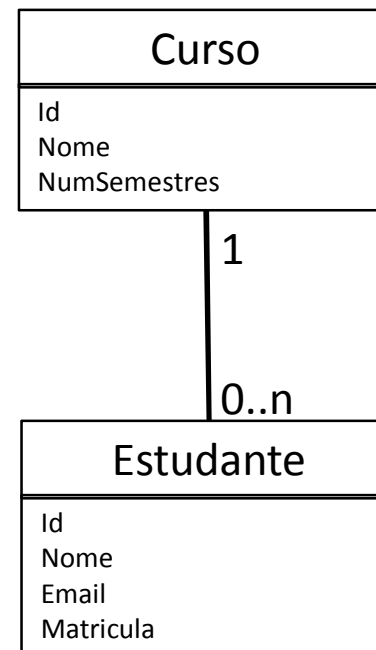 Curso
Id
Nome
NumSemestres
1
0..n
Estudante
Id
Nome
Email
Matricula